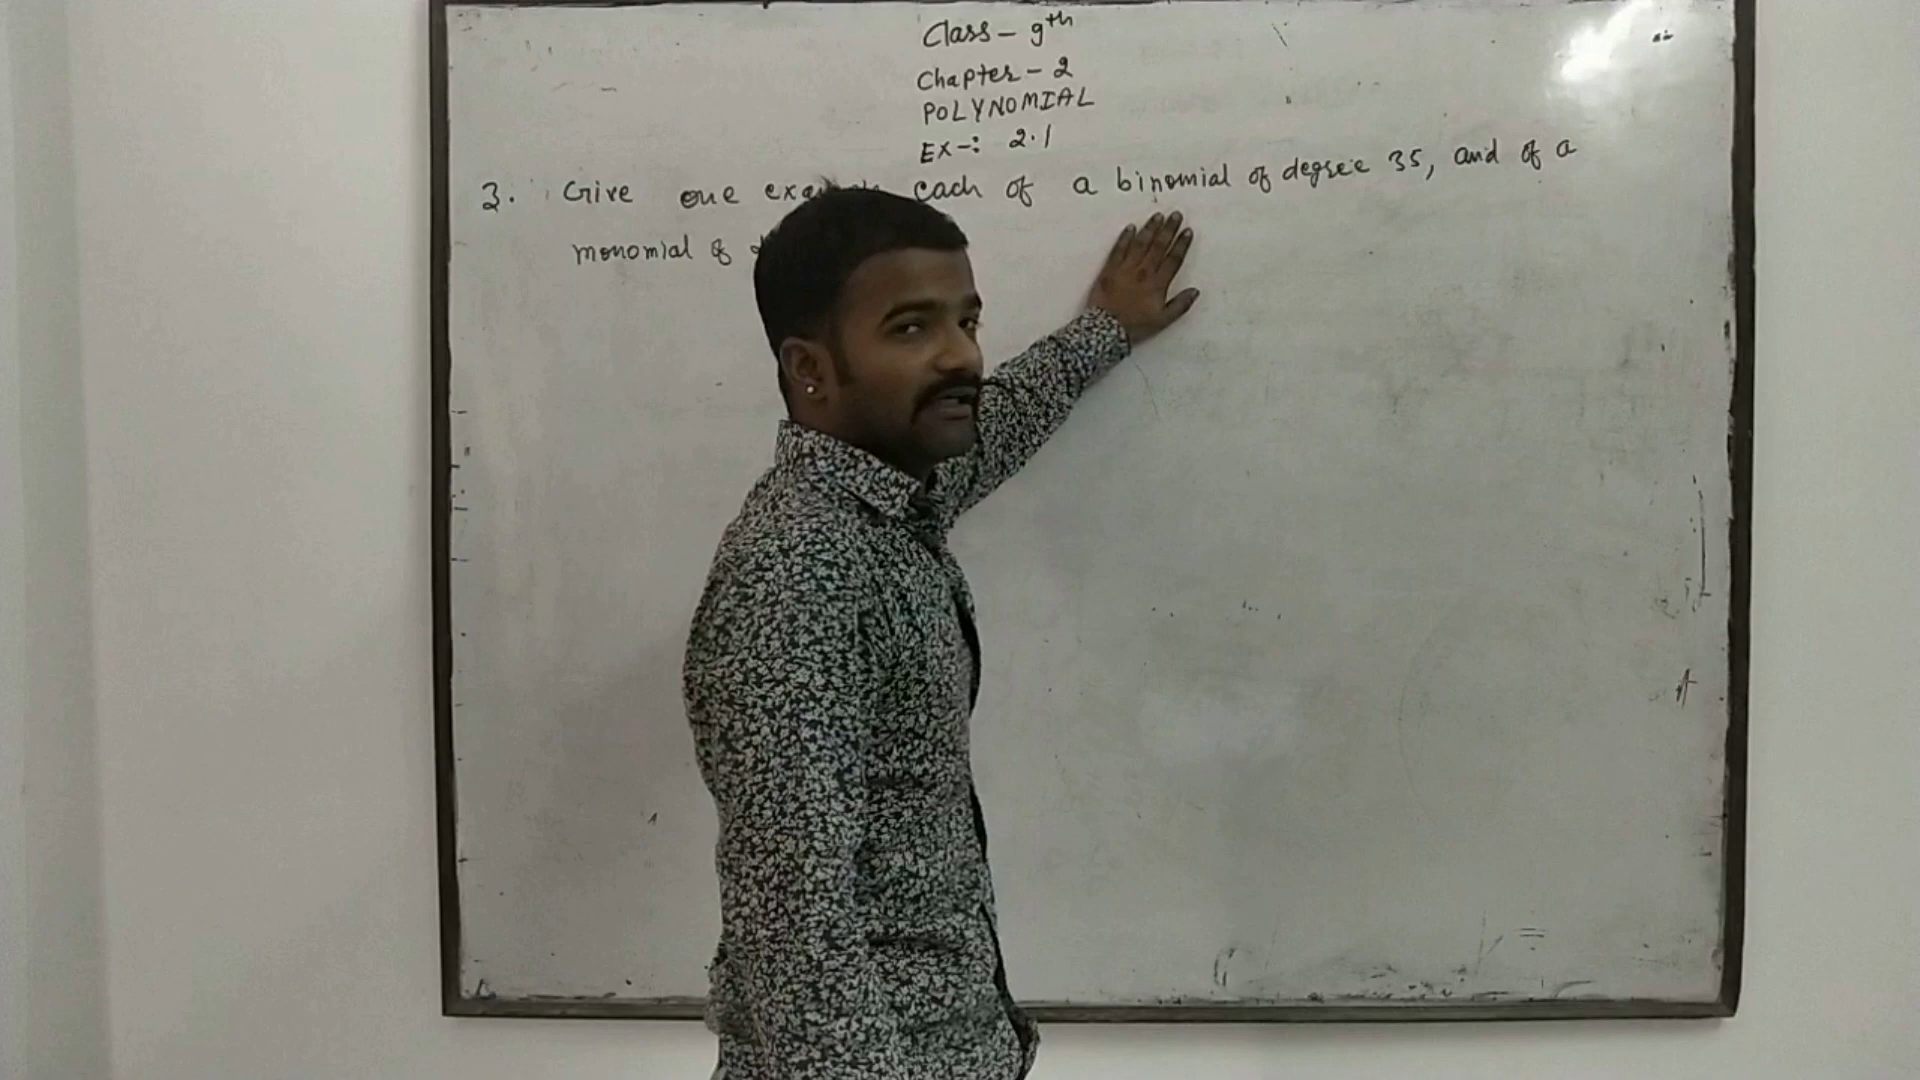 Class - 9th
Chapter - 2
POLYNOMIAL
EX-: 2.1
3. Give one each of a binomial of degree 35, and of a
monomial of